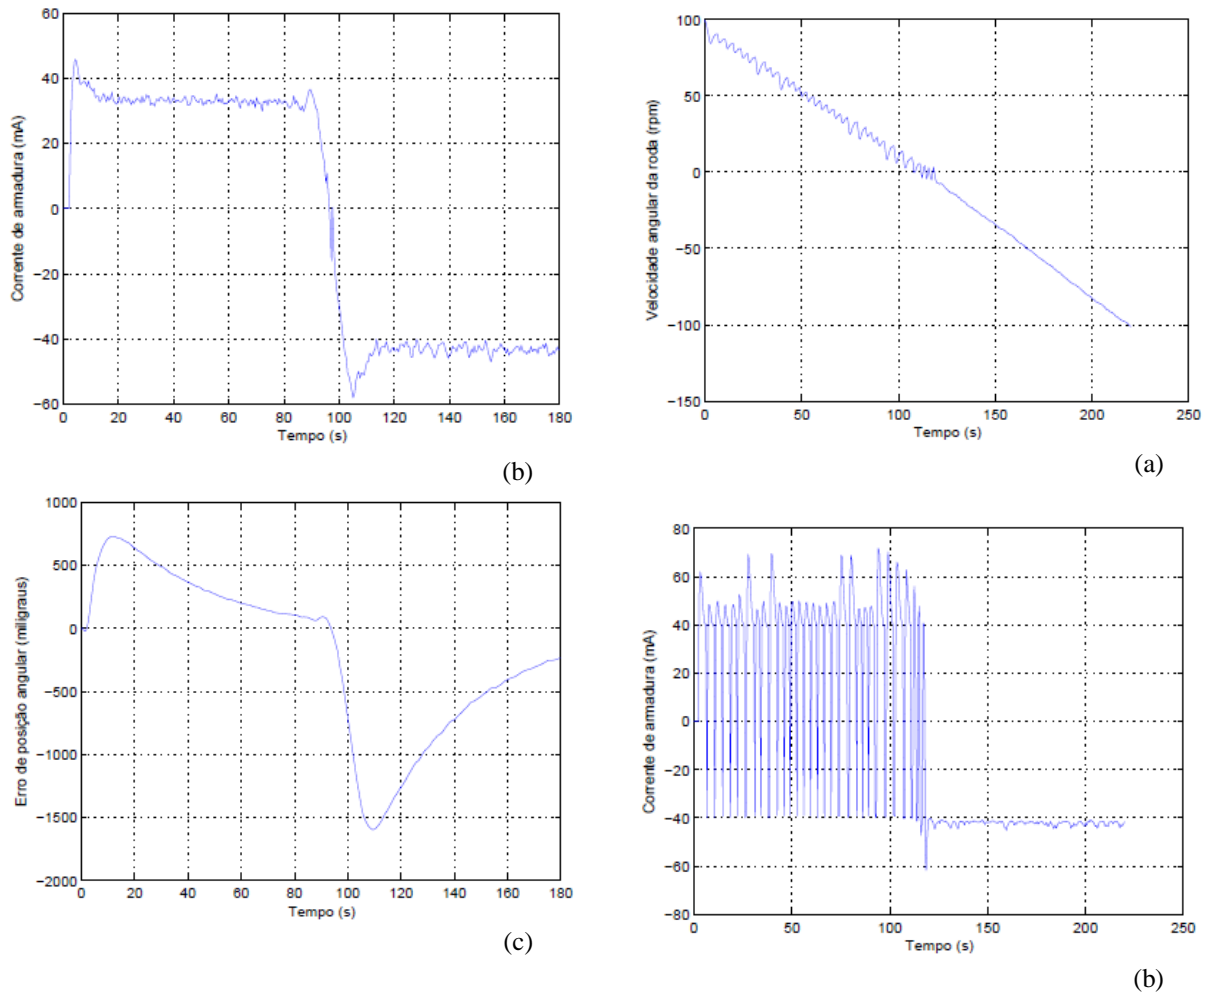 60
40
20
0
−20
−40
−60
0 20 40 60 80 100 120 140 160 180
Corrente de armadura (mA)
Tempo (s)
(b)
100
50
0
−50
−100
−150
0 50 100 150 200 250
Velocidade angular da roda (rpm)
Tempo (s)
(a)
1000
500
0
−500
−1000
−1500
−2000
0 20 40 60 80 100 120 140 160 180
Erro de posição angular (miligraus)
Tempo (s)
(c)
80
60
40
20
0
−20
−40
−60
−80
0 50 100 150 200 250
Corrente de armadura (mA)
Tempo (s)
(b)